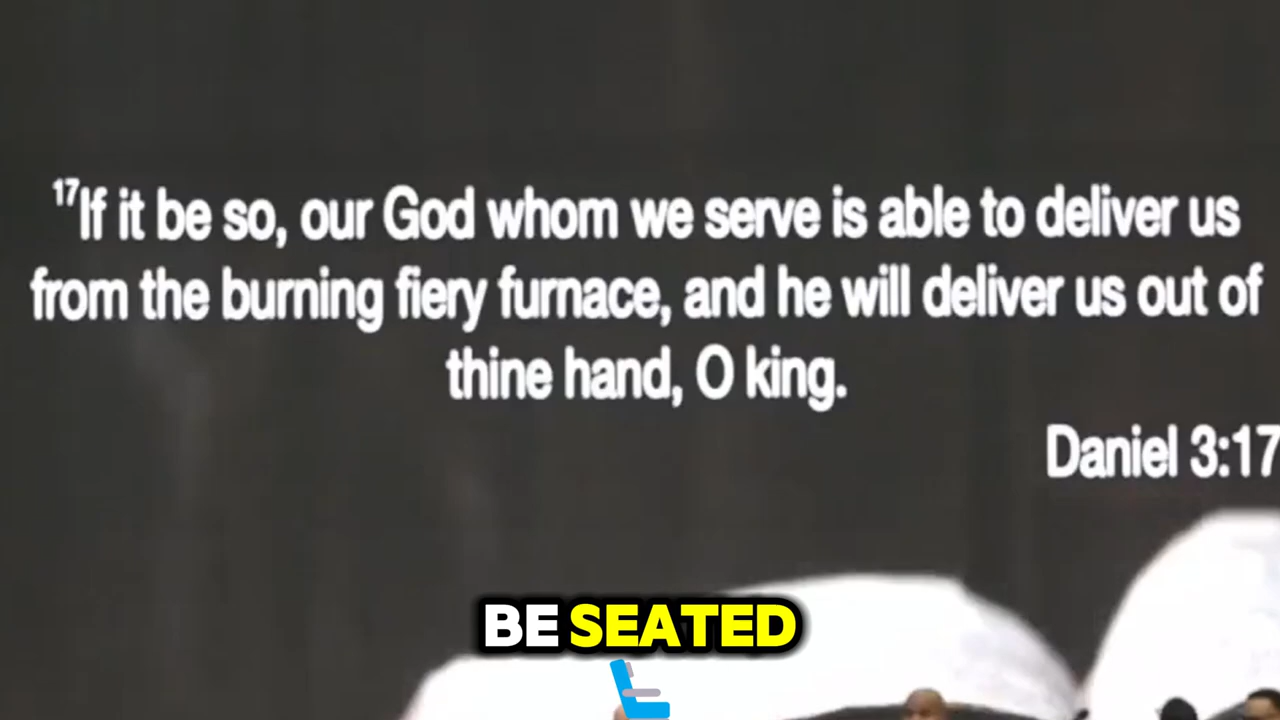 17If it be so, our God whom we serve is able to deliver us
from the burning fiery furnace, and he will deliver us out of
thine hand, O king.
Daniel 3:17
BE SEATED